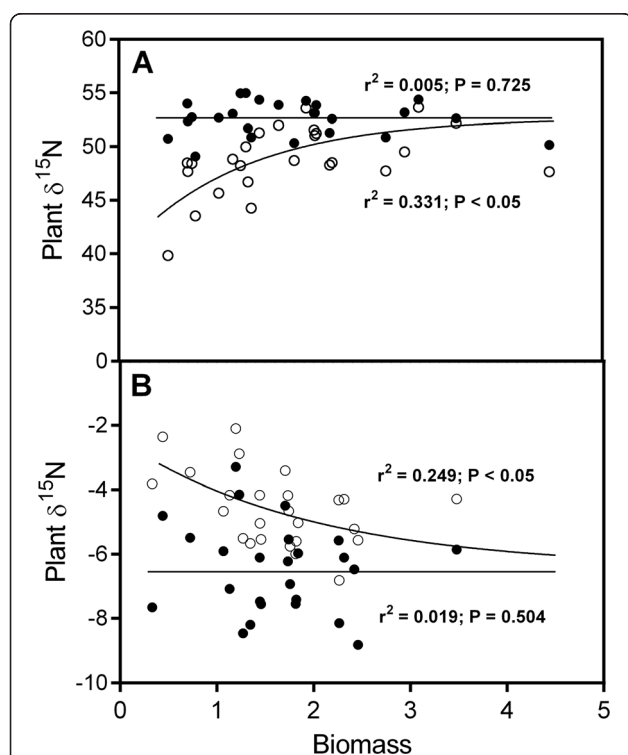 60
A
r² = 0.005; P = 0.725
55
50
Plant δ¹⁵N
r² = 0.331; P < 0.05
45
40
35
0
B
-2
r² = 0.249; P < 0.05
-4
Plant δ¹⁵N
-6
r² = 0.019; P = 0.504
-8
-10
0 1 2 3 4 5
Biomass